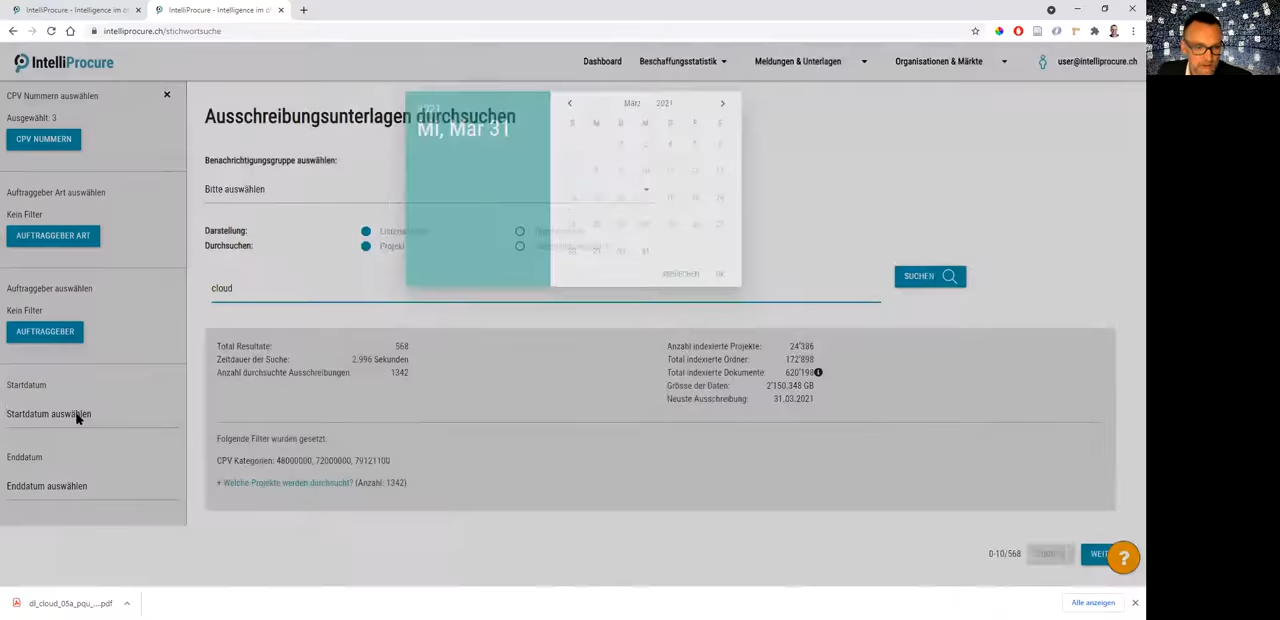 IntelliProcure - Intelligence im öf
IntelliProcure - Intelligence im öf
intelliprocure.ch/stichwortsuche
IntelliProcure
Dashboard
Beschaffungsstatistik
Meldungen & Unterlagen
Organisationen & Märkte
user@intelliprocure.ch
CPV Nummern auswählen
Ausgewählt: 3
CPV NUMMERN
Auftraggeber Art auswählen
Kein Filter
AUFTRAGGEBER ART
Auftraggeber auswählen
Kein Filter
AUFTRAGGEBER
Startdatum
Startdatum auswählen
Enddatum
Enddatum auswählen
Ausschreibungsunterlagen durchsuchen
Benachrichtigungsgruppe auswählen:
Bitte auswählen
Darstellung:
Durchsuchen:
Projekt
2021
Mi, Mar 31
März 2021
ABBRECHEN OK
cloud
SUCHEN
Total Resultate: 568
Zeitdauer der Suche: 2.996 Sekunden
Anzahl durchsuchte Ausschreibungen: 1342
Anzahl indexierte Projekte: 24'386
Total indexierte Ordner: 172'898
Total indexierte Dokumente: 620'198
Grösse der Daten: 2'150.348 GB
Neuste Ausschreibung: 31.03.2021
Folgende Filter wurden gesetzt.
CPV Kategorien: 48000000, 72000000, 79121100
+ Welche Projekte werden durchsucht? (Anzahl: 1342)
0-10/568
WEIT
?
dl_cloud_05a_pqu_....pdf
Alle anzeigen